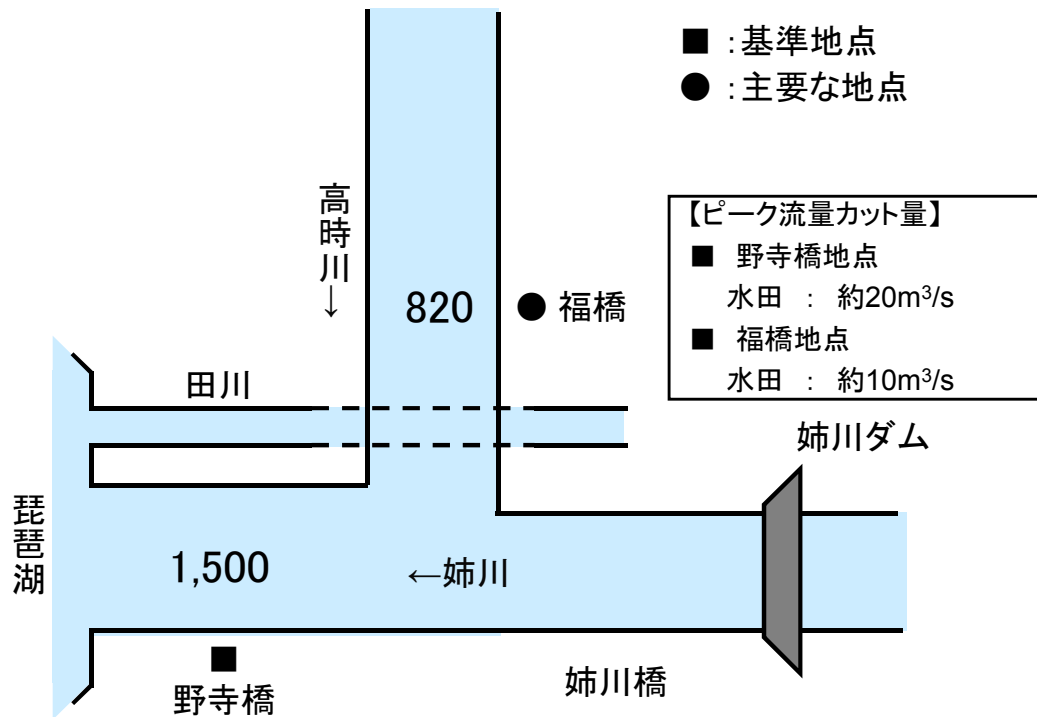 ■ :基準地点
● :主要な地点
高時川
↓
820
● 福橋
【ピーク流量カット量】
■ 野寺橋地点
水田 : 約20m³/s
■ 福橋地点
水田 : 約10m³/s
田川
姉川ダム
琵琶湖
1,500
←姉川
■
野寺橋
姉川橋